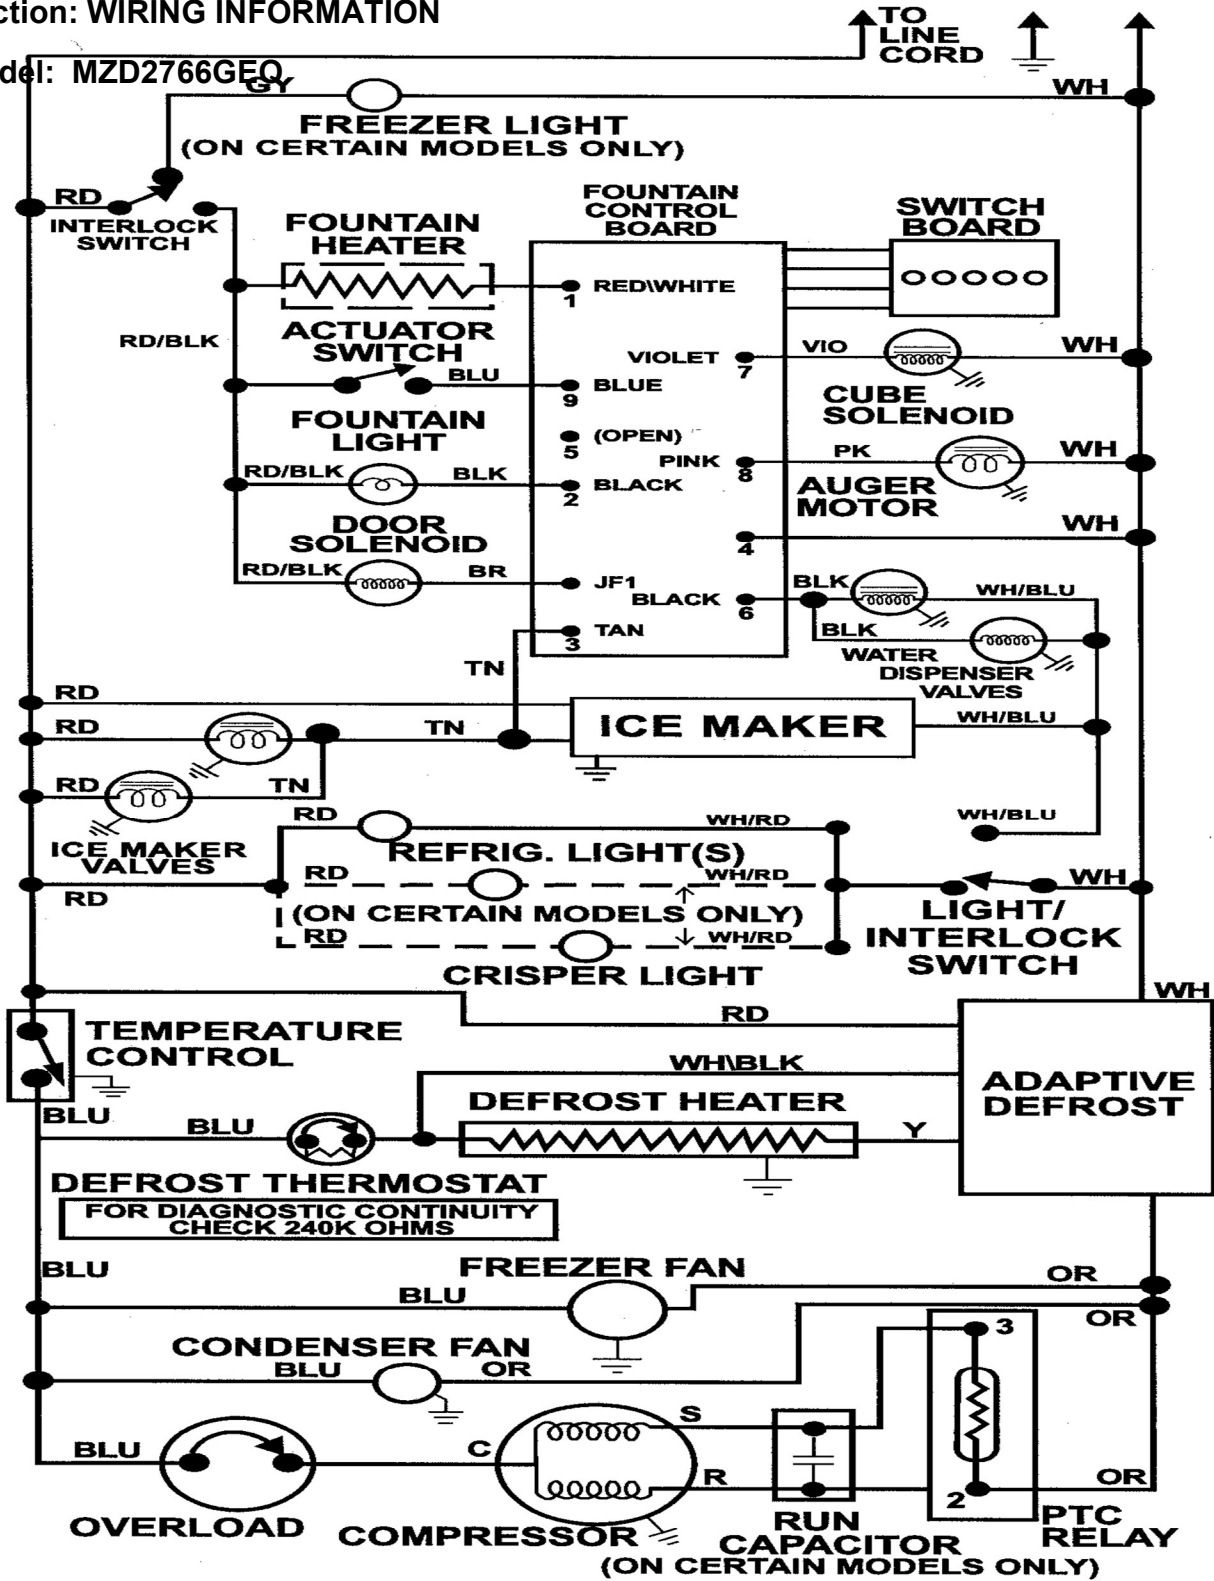 ction: WIRING INFORMATION
TO
LINE
CORD
del: MZD2766GEQ
GY
WH
FREEZER LIGHT
(ON CERTAIN MODELS ONLY)
RD
INTERLOCK
SWITCH
FOUNTAIN
HEATER
FOUNTAIN
CONTROL
BOARD
SWITCH
BOARD
1
RED\WHITE
RD/BLK
ACTUATOR
SWITCH
BLU
VIOLET
7
VIO
WH
9
BLUE
CUBE
SOLENOID
FOUNTAIN
LIGHT
5
(OPEN)
PINK
8
PK
WH
RD/BLK
BLK
2
BLACK
AUGER
MOTOR
DOOR
SOLENOID
4
WH
RD/BLK
BR
JF1
BLACK
6
BLK
WH/BLU
3
TAN
BLK
WATER
DISPENSER
VALVES
TN
RD
ICE MAKER
WH/BLU
RD
TN
RD
TN
ICE MAKER
VALVES
RD
WH/RD
WH/BLU
REFRIG. LIGHT(S)
RD
RD
WH/RD
WH
(ON CERTAIN MODELS ONLY)
RD
WH/RD
LIGHT/
INTERLOCK
SWITCH
CRISPER LIGHT
WH
RD
TEMPERATURE
CONTROL
WH\BLK
ADAPTIVE
DEFROST
BLU
BLU
DEFROST HEATER
Y
DEFROST THERMOSTAT
FOR DIAGNOSTIC CONTINUITY
CHECK 240K OHMS
BLU
FREEZER FAN
BLU
OR
OR
CONDENSER FAN
BLU
OR
3
BLU
C
S
R
2
OR
OVERLOAD
COMPRESSOR
RUN
CAPACITOR
(ON CERTAIN MODELS ONLY)
PTC
RELAY